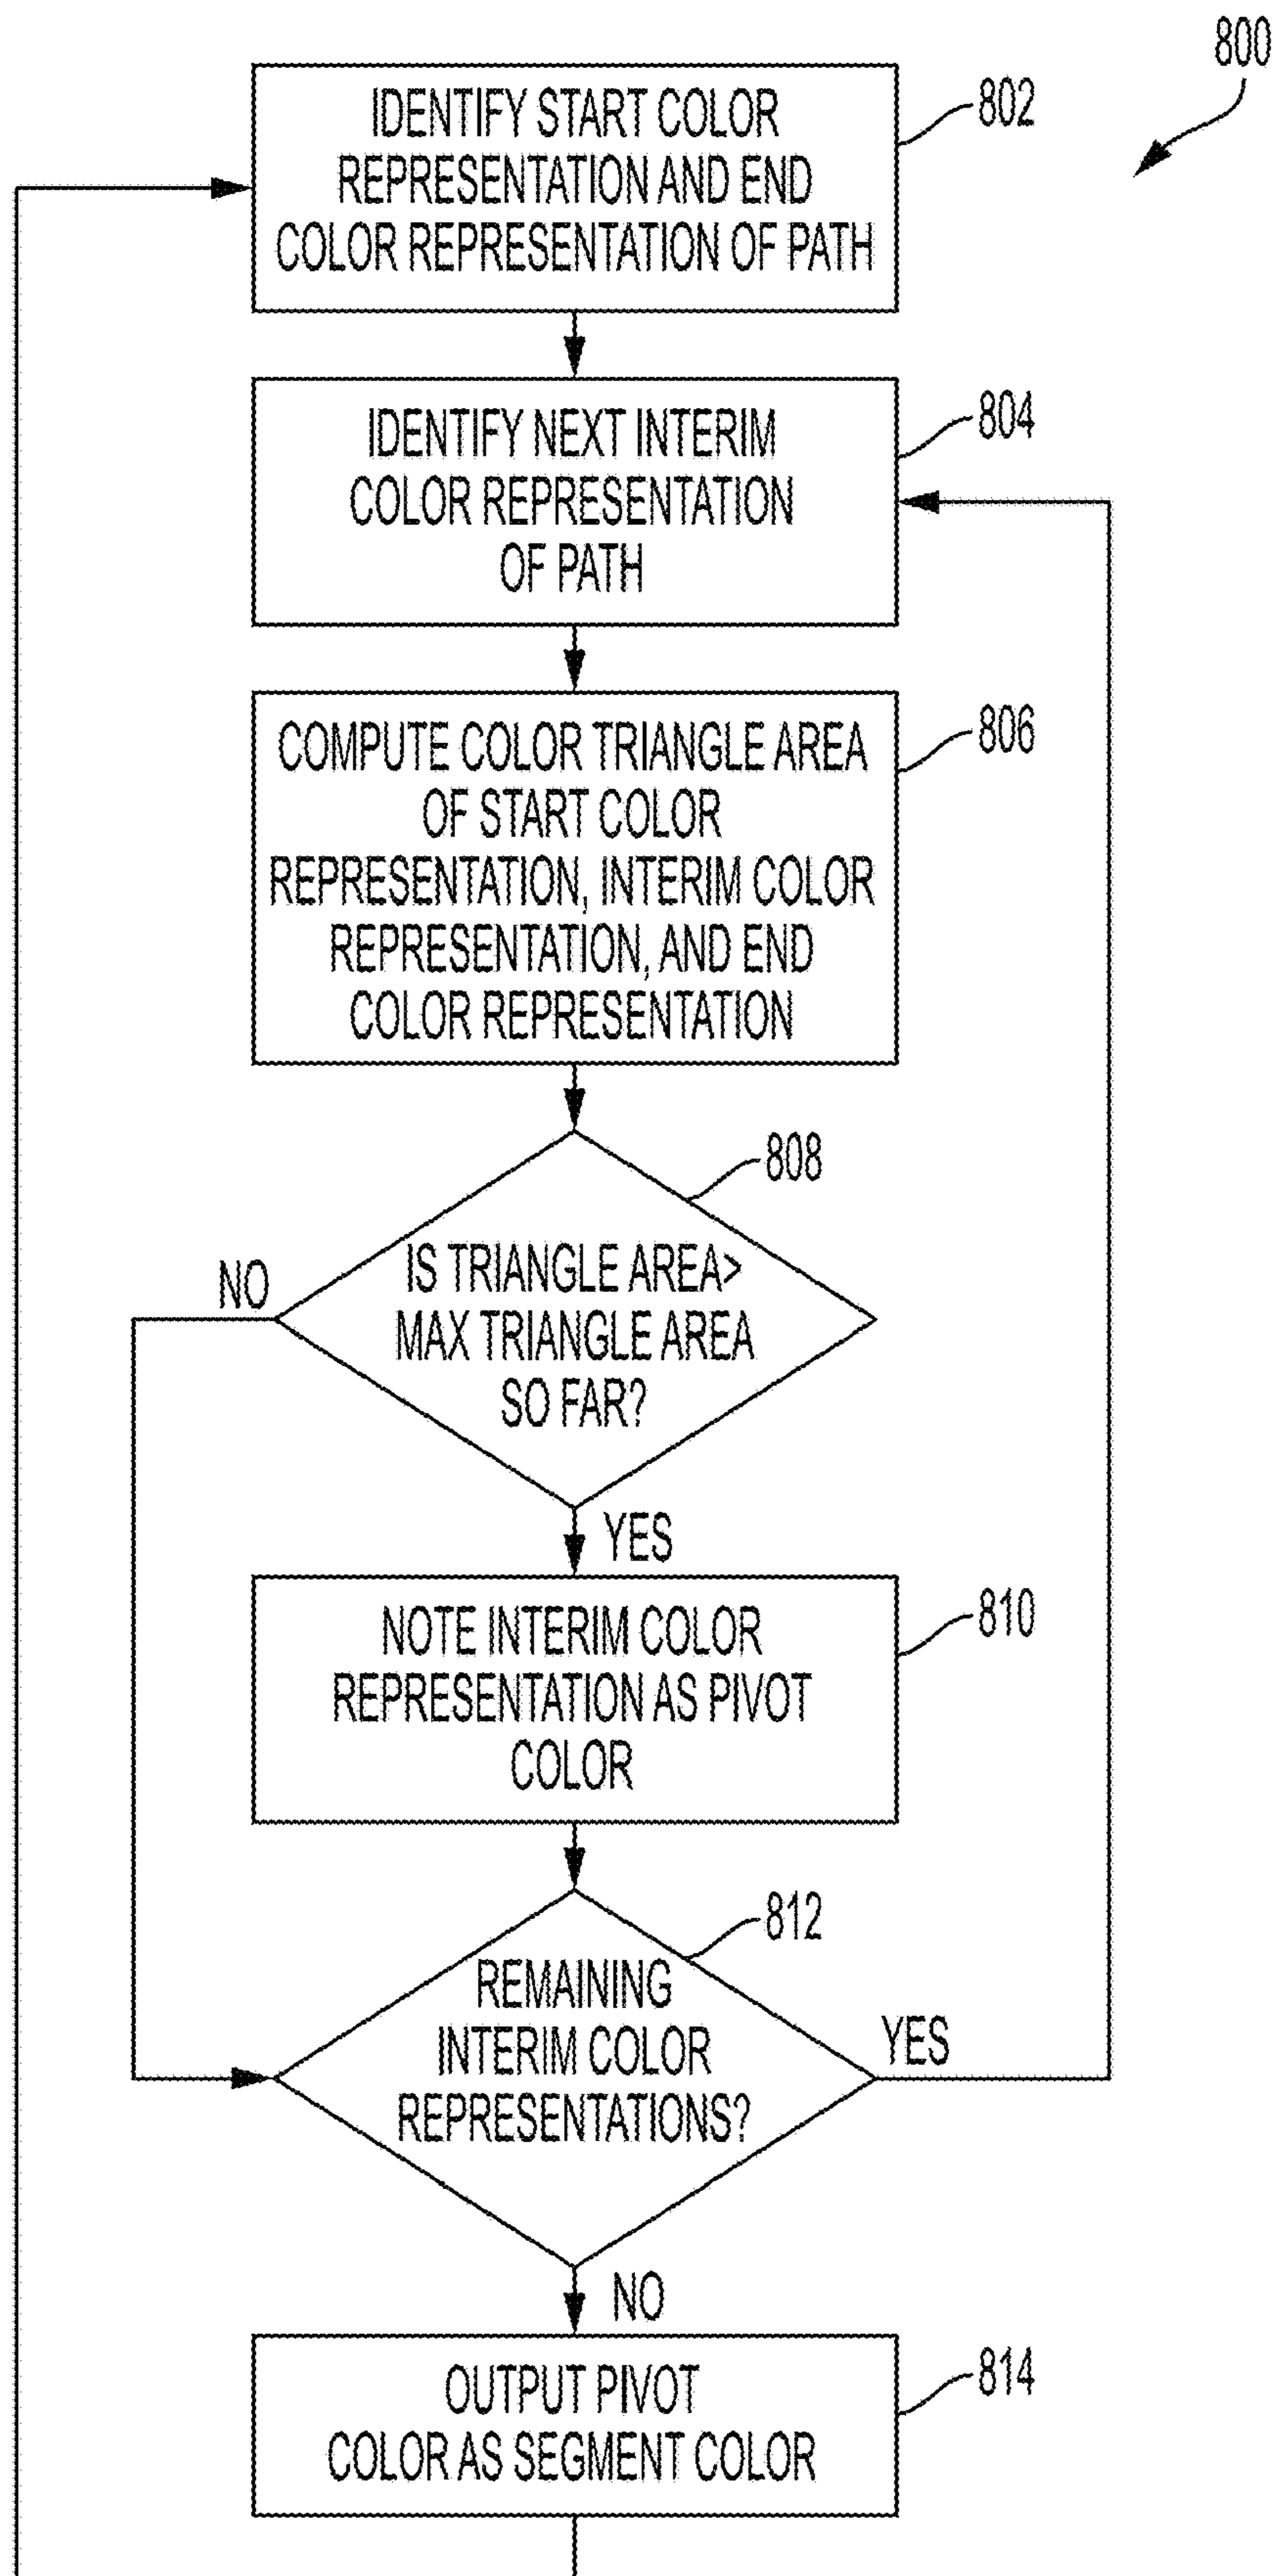 800
IDENTIFY START COLOR
REPRESENTATION AND END
COLOR REPRESENTATION OF PATH
802
IDENTIFY NEXT INTERIM
COLOR REPRESENTATION
OF PATH
804
COMPUTE COLOR TRIANGLE AREA
OF START COLOR
REPRESENTATION, INTERIM COLOR
REPRESENTATION, AND END
COLOR REPRESENTATION
806
808
IS TRIANGLE AREA>
MAX TRIANGLE AREA
SO FAR?
NO
YES
NOTE INTERIM COLOR
REPRESENTATION AS PIVOT
COLOR
810
812
REMAINING
INTERIM COLOR
REPRESENTATIONS?
YES
NO
OUTPUT PIVOT
COLOR AS SEGMENT COLOR
814